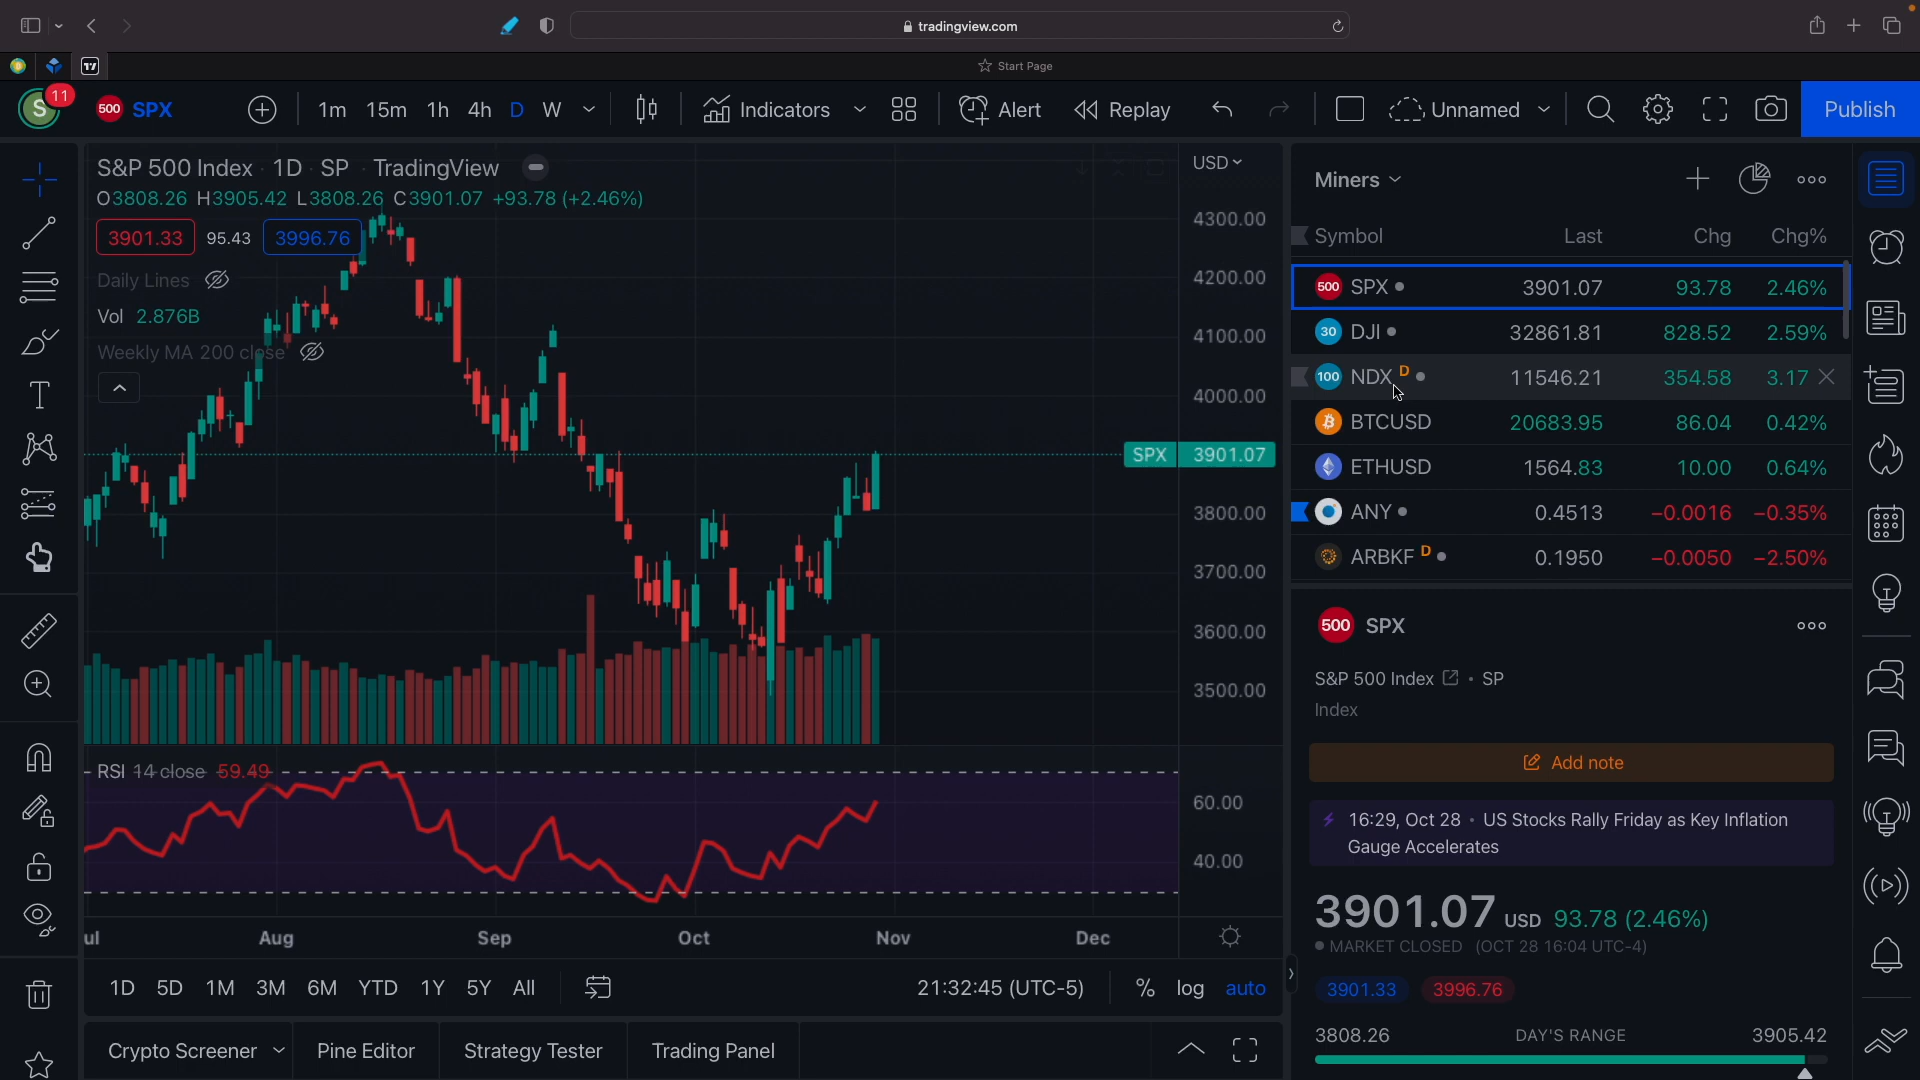 tradingview.com
Start Page
S
11
500 SPX
1m 15m 1h 4h D W
Indicators
Alert
Replay
Unnamed
Publish
S&P 500 Index · 1D · SP · TradingView
O3808.26 H3905.42 L3808.26 C3901.07 +93.78 (+2.46%)
3901.33 95.43 3996.76
Daily Lines
Vol 2.876B
Weekly MA 200 close
USD
4300.00
4200.00
4100.00
4000.00
SPX 3901.07
3800.00
3700.00
3600.00
3500.00
RSI 14 close 59.49
60.00
40.00
ul Aug Sep Oct Nov Dec
1D 5D 1M 3M 6M YTD 1Y 5Y All
21:32:45 (UTC-5) % log auto
Crypto Screener Pine Editor Strategy Tester Trading Panel
Miners
Symbol Last Chg Chg%
500 SPX 3901.07 93.78 2.46%
30 DJI 32861.81 828.52 2.59%
100 NDX D 11546.21 354.58 3.17
BTCUSD 20683.95 86.04 0.42%
ETHUSD 1564.83 10.00 0.64%
ANY 0.4513 −0.0016 −0.35%
ARBKF D 0.1950 −0.0050 −2.50%
500 SPX
S&P 500 Index • SP
Index
Add note
16:29, Oct 28 • US Stocks Rally Friday as Key Inflation
Gauge Accelerates
3901.07 USD 93.78 (2.46%)
MARKET CLOSED (OCT 28 16:04 UTC-4)
3901.33 3996.76
3808.26 DAY'S RANGE 3905.42